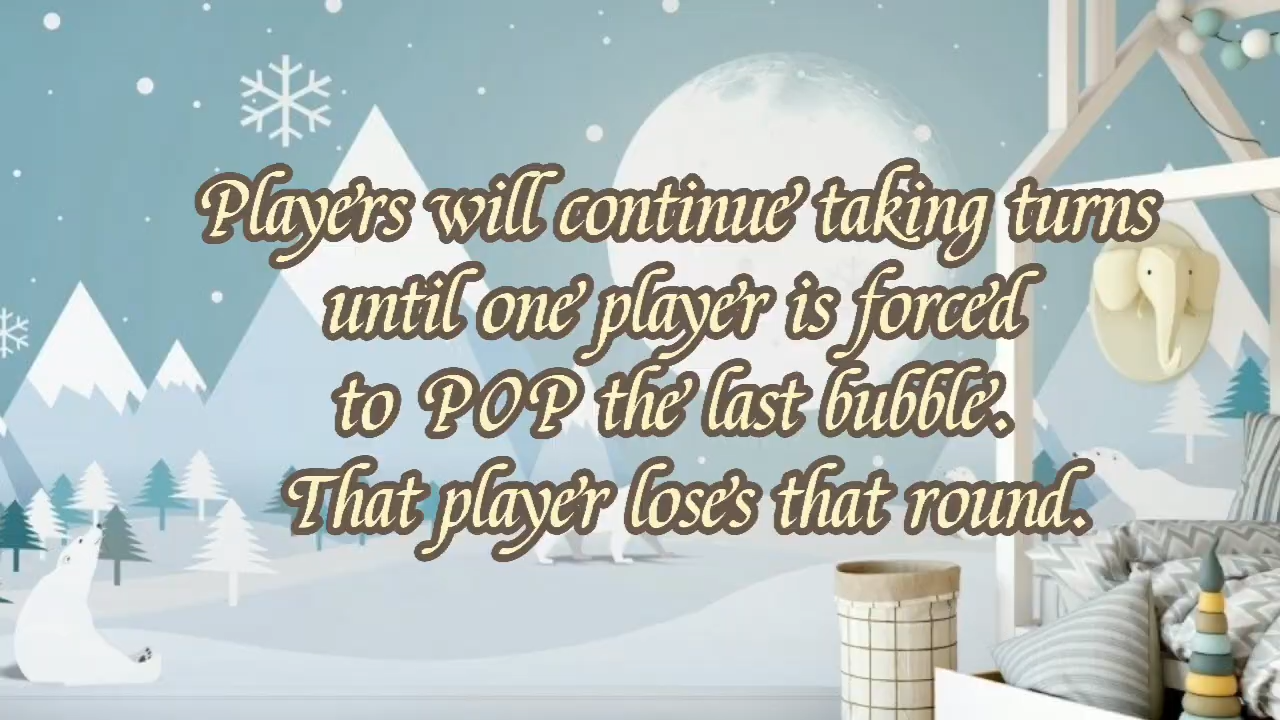 Players will continue taking turns
until one player is forced
to POP the last bubble.
That player loses that round.